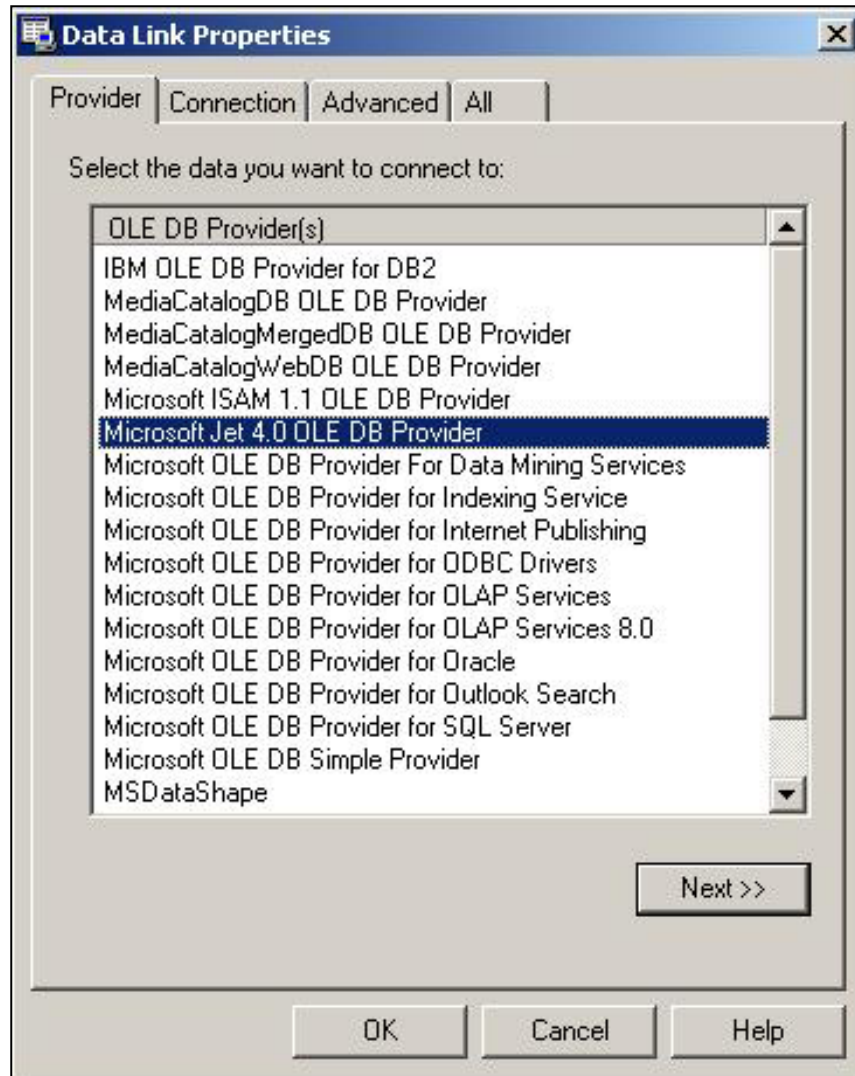 Data Link Properties
Provider Connection Advanced All
Select the data you want to connect to:
OLE DB Provider(s)
IBM OLE DB Provider for DB2
MediaCatalogDB OLE DB Provider
MediaCatalogMergedDB OLE DB Provider
MediaCatalogWebDB OLE DB Provider
Microsoft ISAM 1.1 OLE DB Provider
Microsoft Jet 4.0 OLE DB Provider
Microsoft OLE DB Provider For Data Mining Services
Microsoft OLE DB Provider for Indexing Service
Microsoft OLE DB Provider for Internet Publishing
Microsoft OLE DB Provider for ODBC Drivers
Microsoft OLE DB Provider for OLAP Services
Microsoft OLE DB Provider for OLAP Services 8.0
Microsoft OLE DB Provider for Oracle
Microsoft OLE DB Provider for Outlook Search
Microsoft OLE DB Provider for SQL Server
Microsoft OLE DB Simple Provider
MSDataShape
Next >>
OK Cancel Help